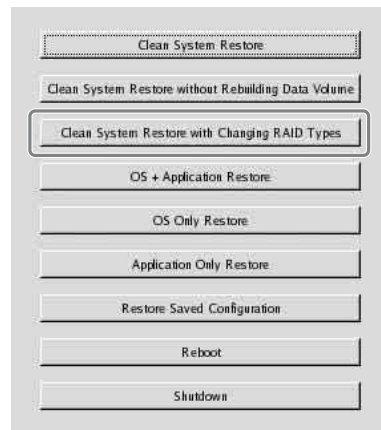 Clean System Restore
Clean System Restore without Rebuilding Data Volume
Clean System Restore with Changing RAID Types
OS + Application Restore
OS Only Restore
Application Only Restore
Restore Saved Configuration
Reboot
Shutdown